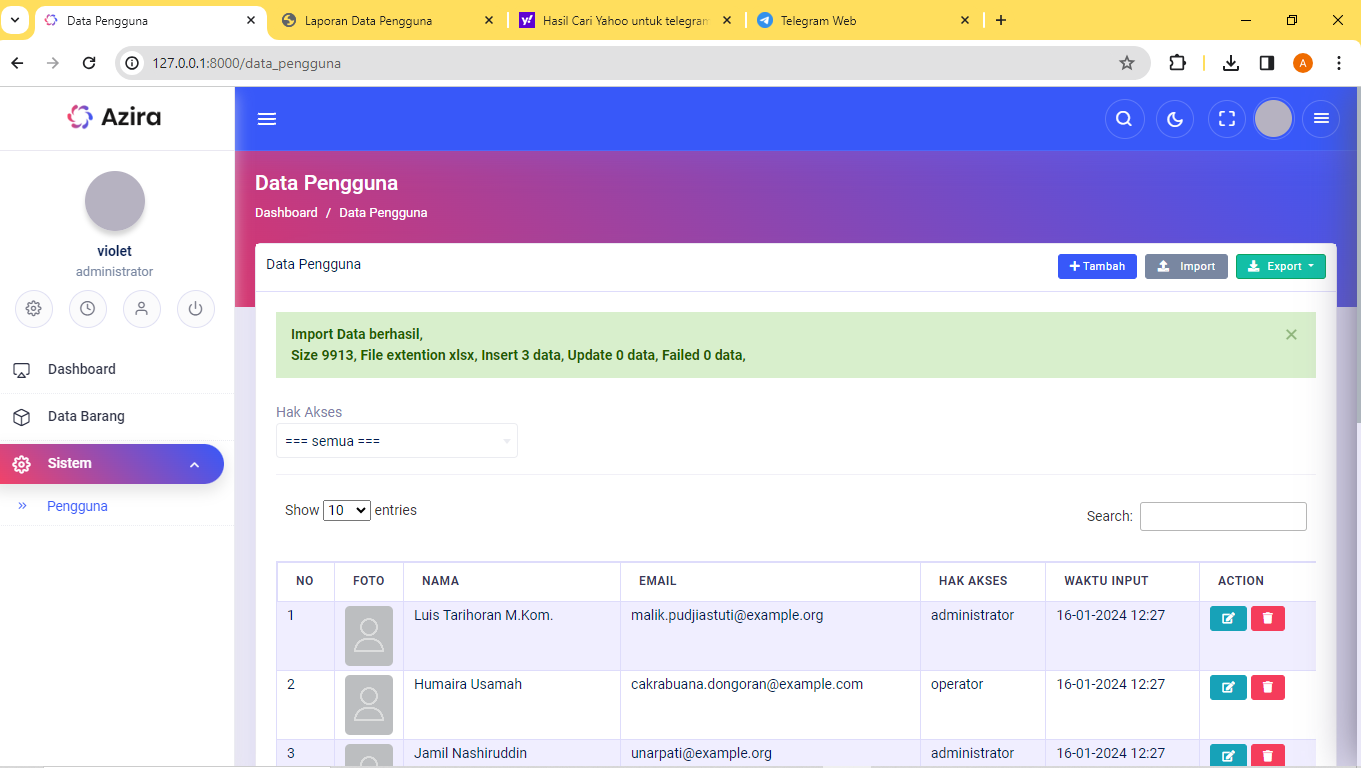 Data Pengguna
Laporan Data Pengguna
Hasil Cari Yahoo untuk telegram
Telegram Web
127.0.0.1:8000/data_pengguna
A
Azira
violet
administrator
Dashboard
Data Barang
Sistem
Pengguna
Data Pengguna
Dashboard / Data Pengguna
Data Pengguna
Tambah
Import
Export
Import Data berhasil,
Size 9913, File extention xlsx, Insert 3 data, Update 0 data, Failed 0 data,
Hak Akses
=== semua ===
Show 10 entries
Search:
NO FOTO NAMA EMAIL HAK AKSES WAKTU INPUT ACTION
1 Luis Tarihoran M.Kom. malik.pudjiastuti@example.org administrator 16-01-2024 12:27
2 Humaira Usamah cakrabuana.dongoran@example.com operator 16-01-2024 12:27
3 Jamil Nashiruddin unarpati@example.org administrator 16-01-2024 12:27